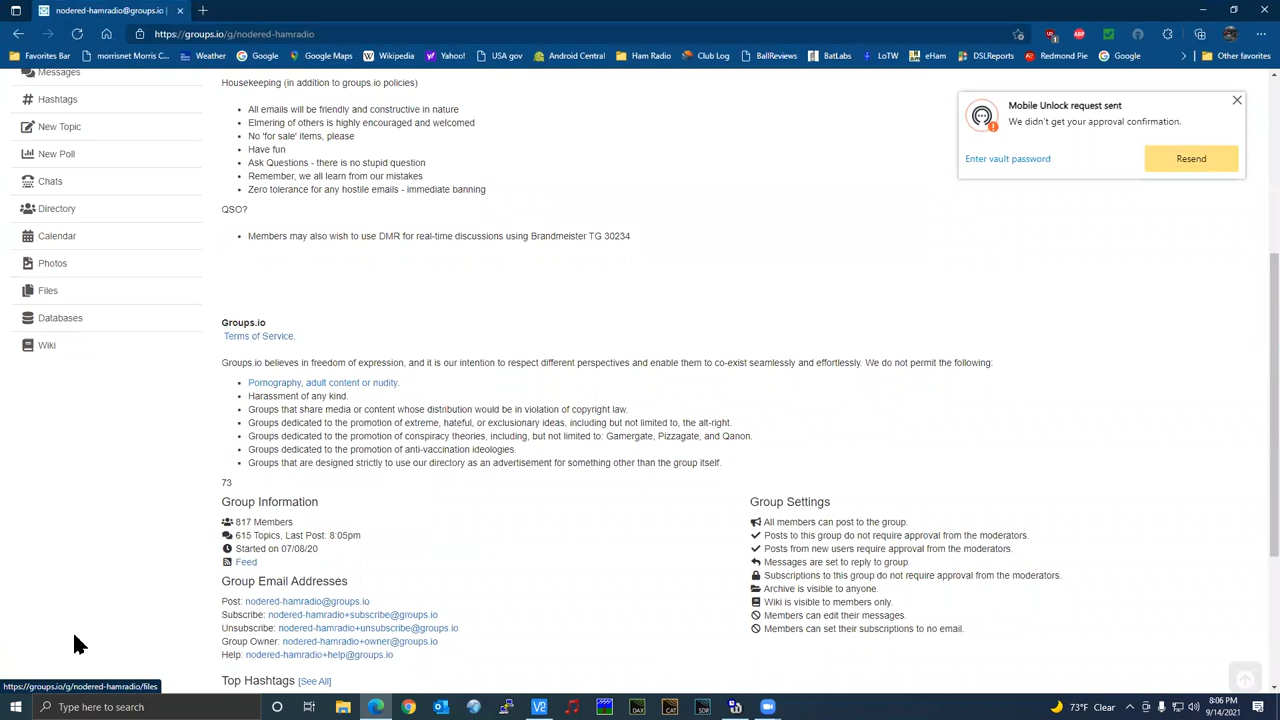 nodered-hamradio@groups.io |
https://groups.io/g/nodered-hamradio
Favorites Bar
morrisnet Morris C...
Weather
Google
Google Maps
Wikipedia
Yahoo!
USA gov
Android Central
Ham Radio
Club Log
BallReviews
BatLabs
LoTW
eHam
DSLReports
Redmond Pie
Google
Other favorites
Messages
Hashtags
New Topic
New Poll
Chats
Directory
Calendar
Photos
Files
Databases
Wiki
Housekeeping (in addition to groups.io policies)
All emails will be friendly and constructive in nature
Elmering of others is highly encouraged and welcomed
No 'for sale' items, please
Have fun
Ask Questions - there is no stupid question
Remember, we all learn from our mistakes
Zero tolerance for any hostile emails - immediate banning
QSO?
Members may also wish to use DMR for real-time discussions using Brandmeister TG 30234
Mobile Unlock request sent
We didn't get your approval confirmation.
Enter vault password
Resend
Groups.io
Terms of Service.
Groups.io believes in freedom of expression, and it is our intention to respect different perspectives and enable them to co-exist seamlessly and effortlessly. We do not permit the following:
Pornography, adult content or nudity.
Harassment of any kind.
Groups that share media or content whose distribution would be in violation of copyright law.
Groups dedicated to the promotion of extreme, hateful, or exclusionary ideas, including but not limited to, the alt-right.
Groups dedicated to the promotion of conspiracy theories, including, but not limited to: Gamergate, Pizzagate, and Qanon.
Groups dedicated to the promotion of anti-vaccination ideologies.
Groups that are designed strictly to use our directory as an advertisement for something other than the group itself.
73
Group Information
817 Members
615 Topics, Last Post: 8:05pm
Started on 07/08/20
Feed
Group Email Addresses
Post: nodered-hamradio@groups.io
Subscribe: nodered-hamradio+subscribe@groups.io
Unsubscribe: nodered-hamradio+unsubscribe@groups.io
Group Owner: nodered-hamradio+owner@groups.io
Help: nodered-hamradio+help@groups.io
Top Hashtags [See All]
Group Settings
All members can post to the group.
Posts to this group do not require approval from the moderators.
Posts from new users require approval from the moderators.
Messages are set to reply to group.
Subscriptions to this group do not require approval from the moderators.
Archive is visible to anyone.
Wiki is visible to members only.
Members can edit their messages.
Members can set their subscriptions to no email.
https://groups.io/g/nodered-hamradio/files
Type here to search
DAX
CAT
SDR
73°F Clear
8:06 PM
9/14/2021